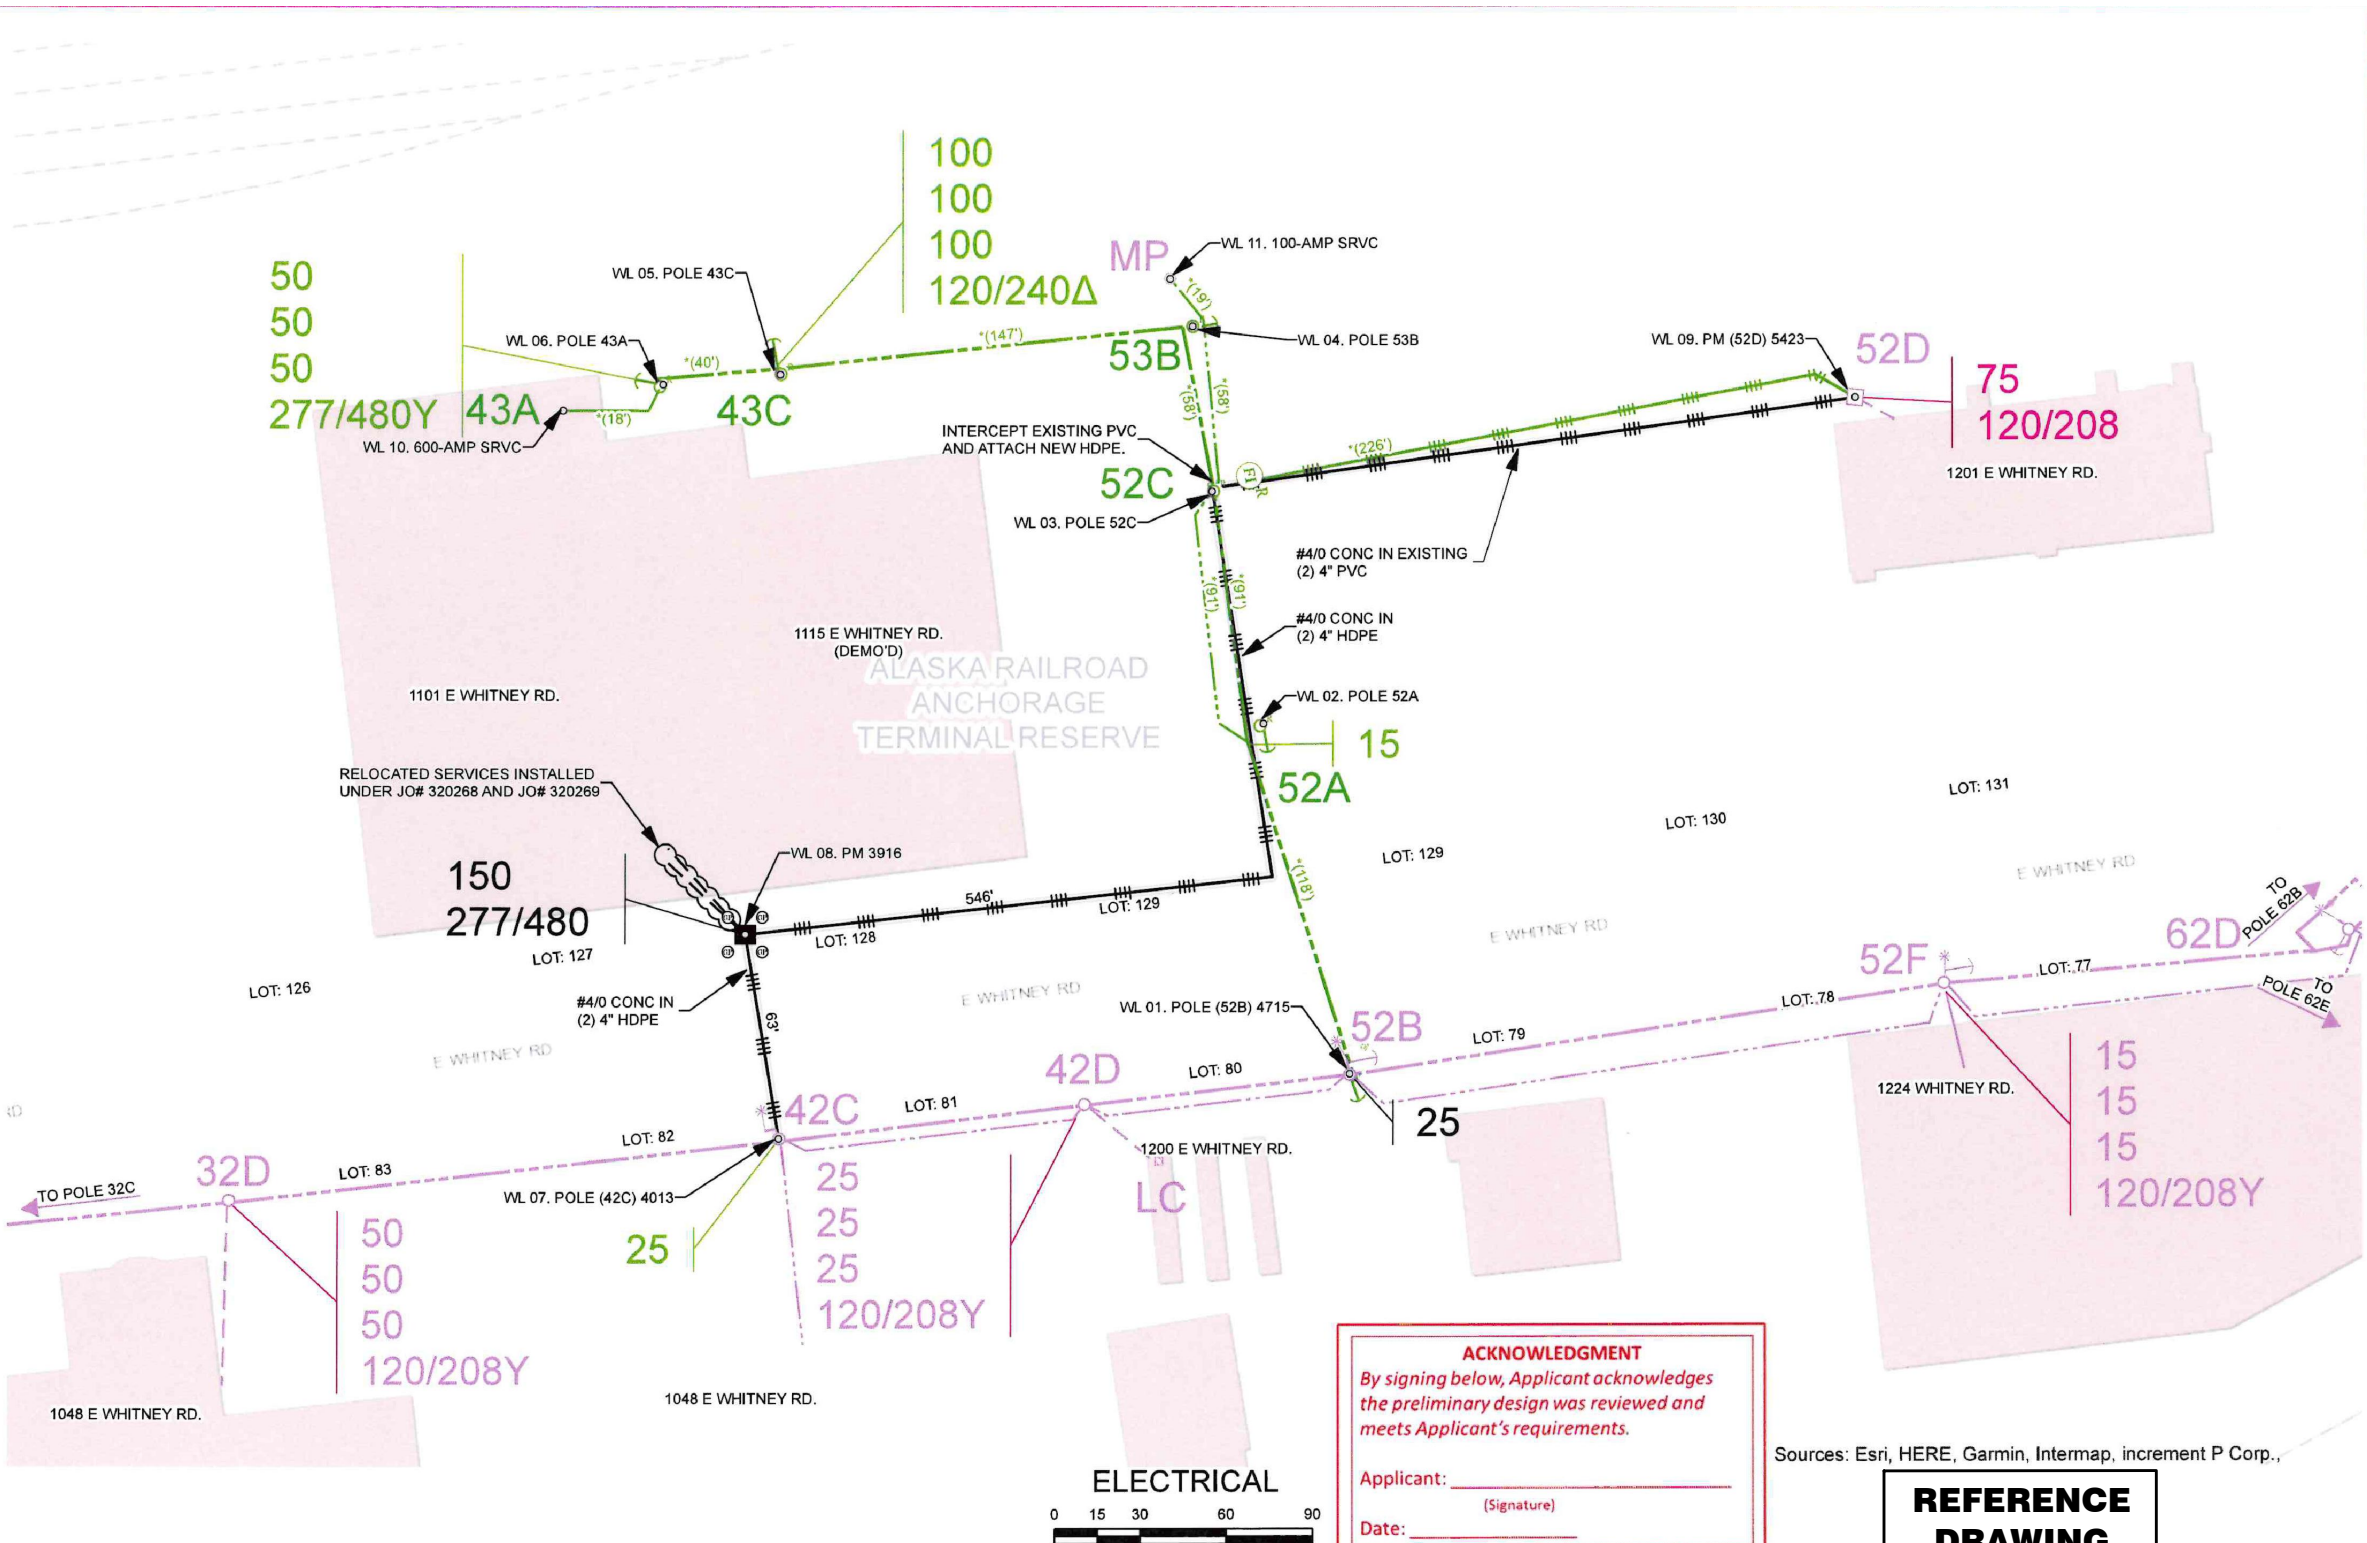 100
100
100
120/240Δ
50
50
50
277/480Y
WL 05. POLE 43C
WL 06. POLE 43A
*(40')
43A
*(18')
43C
WL 10. 600-AMP SRVC
*(147')
MP
WL 11. 100-AMP SRVC
*(19')
53B
WL 04. POLE 53B
*(58')
*(58')
WL 09. PM (52D) 5423
52D
75
120/208
1201 E WHITNEY RD.
INTERCEPT EXISTING PVC
AND ATTACH NEW HDPE.
52C
WL 03. POLE 52C
*(226')
#4/0 CONC IN EXISTING
(2) 4" PVC
*(91')
*(91')
#4/0 CONC IN
(2) 4" HDPE
WL 02. POLE 52A
15
52A
1115 E WHITNEY RD.
(DEMO'D)
ALASKA RAILROAD
ANCHORAGE
TERMINAL RESERVE
1101 E WHITNEY RD.
RELOCATED SERVICES INSTALLED
UNDER JO# 320268 AND JO# 320269
150
277/480
WL 08. PM 3916
546'
LOT: 126
LOT: 127
LOT: 128
LOT: 129
LOT: 129
LOT: 130
LOT: 131
*(118')
#4/0 CONC IN
(2) 4" HDPE
63'
E WHITNEY RD
E WHITNEY RD
E WHITNEY RD
E WHITNEY RD
RD
WL 01. POLE (52B) 4715
52B
25
42D
LOT: 80
LOT: 79
LOT: 78
52F
LOT: 77
62D
TO
POLE 62B
TO
POLE 62E
42C
LOT: 81
LOT: 82
LOT: 83
32D
TO POLE 32C
WL 07. POLE (42C) 4013
25
25
25
25
120/208Y
1200 E WHITNEY RD.
LC
50
50
50
120/208Y
1224 WHITNEY RD.
15
15
15
120/208Y
1048 E WHITNEY RD.
1048 E WHITNEY RD.
ACKNOWLEDGMENT
By signing below, Applicant acknowledges
the preliminary design was reviewed and
meets Applicant's requirements.
Applicant:
(Signature)
Date:
Sources: Esri, HERE, Garmin, Intermap, increment P Corp.,
ELECTRICAL
0 15 30 60 90
REFERENCE
DRAWING